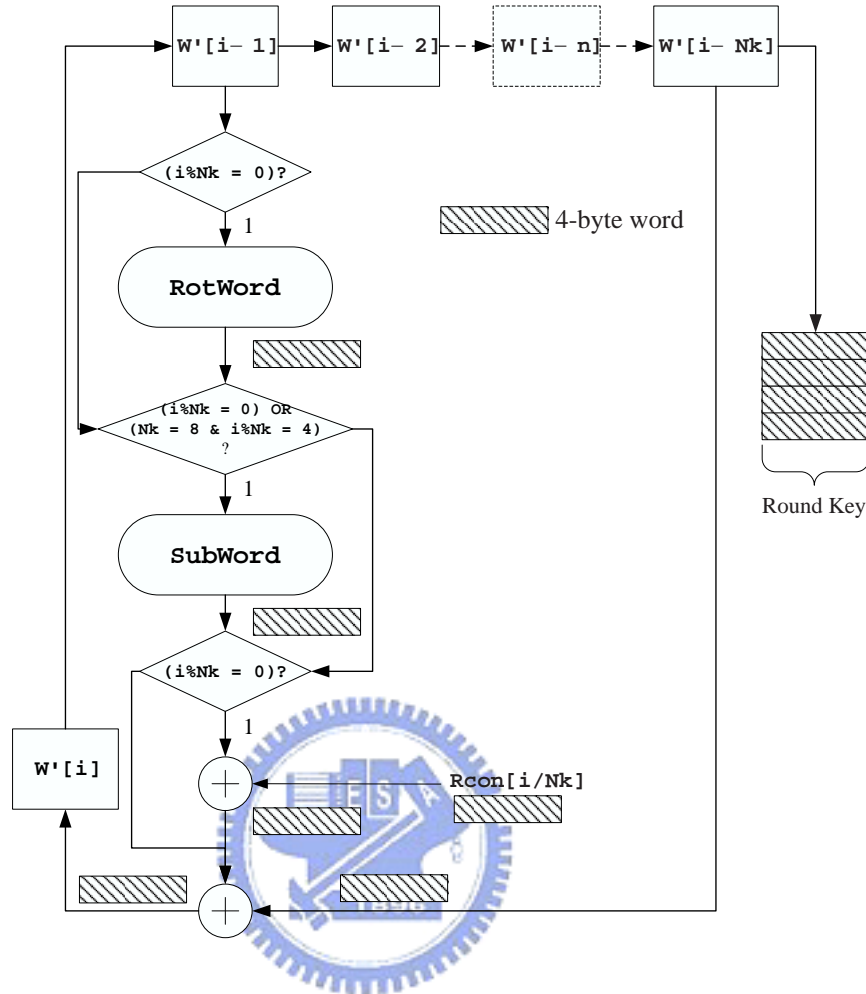 W'[i- 1]
W'[i- 2]
W'[i- n]
W'[i- Nk]
(i%Nk = 0)?
1
4-byte word
RotWord
(i%Nk = 0) OR
(Nk = 8 & i%Nk = 4)
?
1
Round Key
SubWord
(i%Nk = 0)?
1
W'[i]
Rcon[i/Nk]
E S A
1896